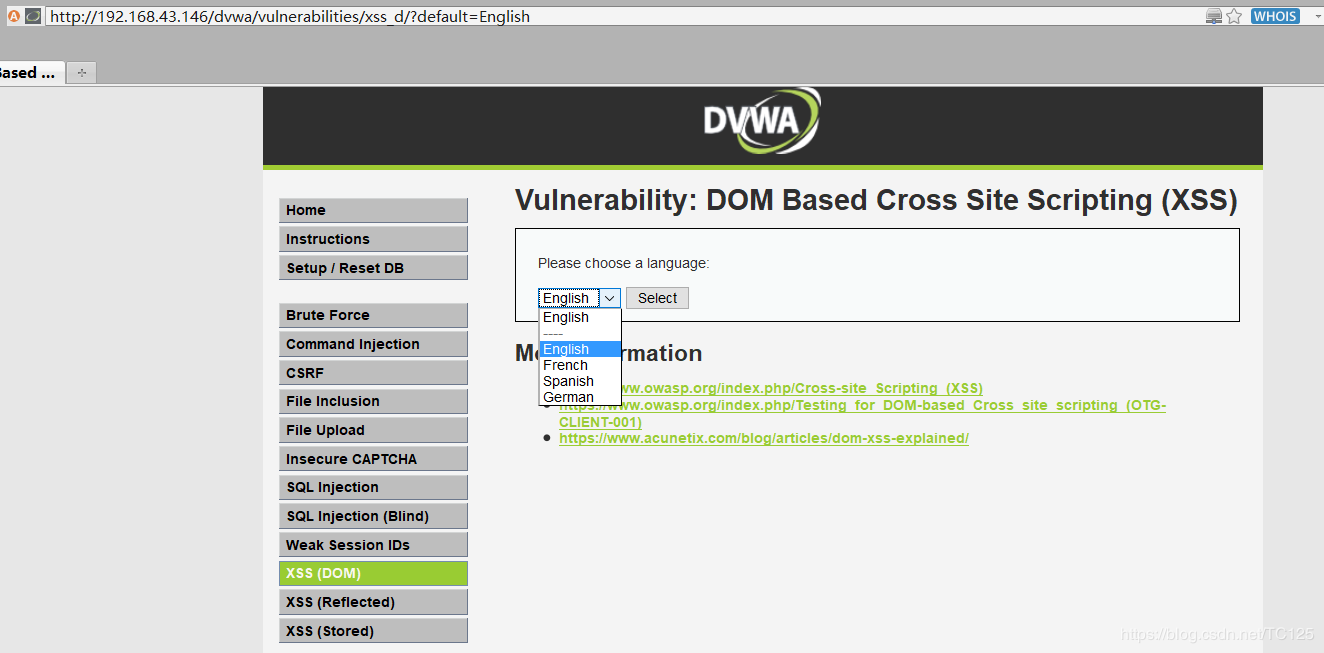 http://192.168.43.146/dvwa/vulnerabilities/xss_d/?default=English
WHOIS
ased ...
DVWA
Vulnerability: DOM Based Cross Site Scripting (XSS)
Home
Instructions
Setup / Reset DB
Brute Force
Command Injection
CSRF
File Inclusion
File Upload
Insecure CAPTCHA
SQL Injection
SQL Injection (Blind)
Weak Session IDs
XSS (DOM)
XSS (Reflected)
XSS (Stored)
Please choose a language:
English Select
English
----
English
French
Spanish
German
rmation
ww.owasp.org/index.php/Cross-site_Scripting_(XSS)
https://www.owasp.org/index.php/Testing_for_DOM-based_Cross_site_scripting_(OTG-
CLIENT-001)
https://www.acunetix.com/blog/articles/dom-xss-explained/
https://blog.csdn.net/TC125